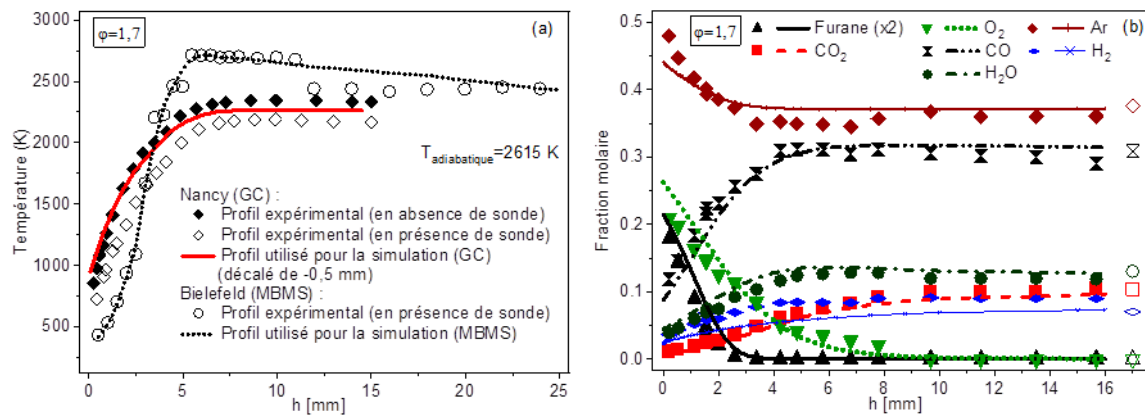 φ=1,7
(a)
3000
2500
2000
1500
1000
500
0
Température (K)
T adiabatique=2615 K
Nancy (GC) :
Profil expérimental (en absence de sonde)
Profil expérimental (en présence de sonde)
Profil utilisé pour la simulation (GC)
(décalé de -0,5 mm)
Bielefeld (MBMS) :
Profil expérimental (en présence de sonde)
Profil utilisé pour la simulation (MBMS)
0 5 10 15 20 25
h [mm]
φ=1,7
(b)
Furane (x2)
CO2
O2
CO
H2O
Ar
H2
0.5
0.4
0.3
0.2
0.1
0.0
Fraction molaire
0 2 4 6 8 10 12 14 16
h [mm]